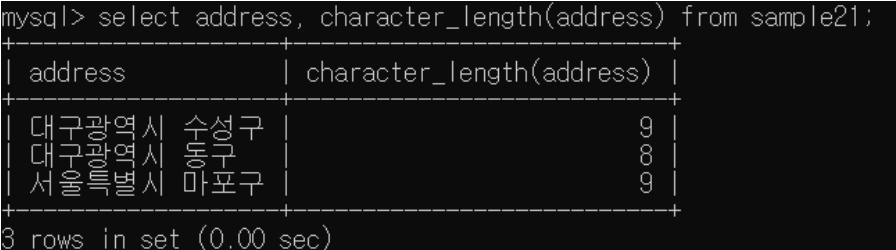 mysql> select address, character_length(address) from sample21;
+--------------------+---------------------------+
| address            | character_length(address) |
+--------------------+---------------------------+
| 대구광역시 수성구 |                         9 |
| 대구광역시 동구   |                         8 |
| 서울특별시 마포구 |                         9 |
+--------------------+---------------------------+
3 rows in set (0.00 sec)